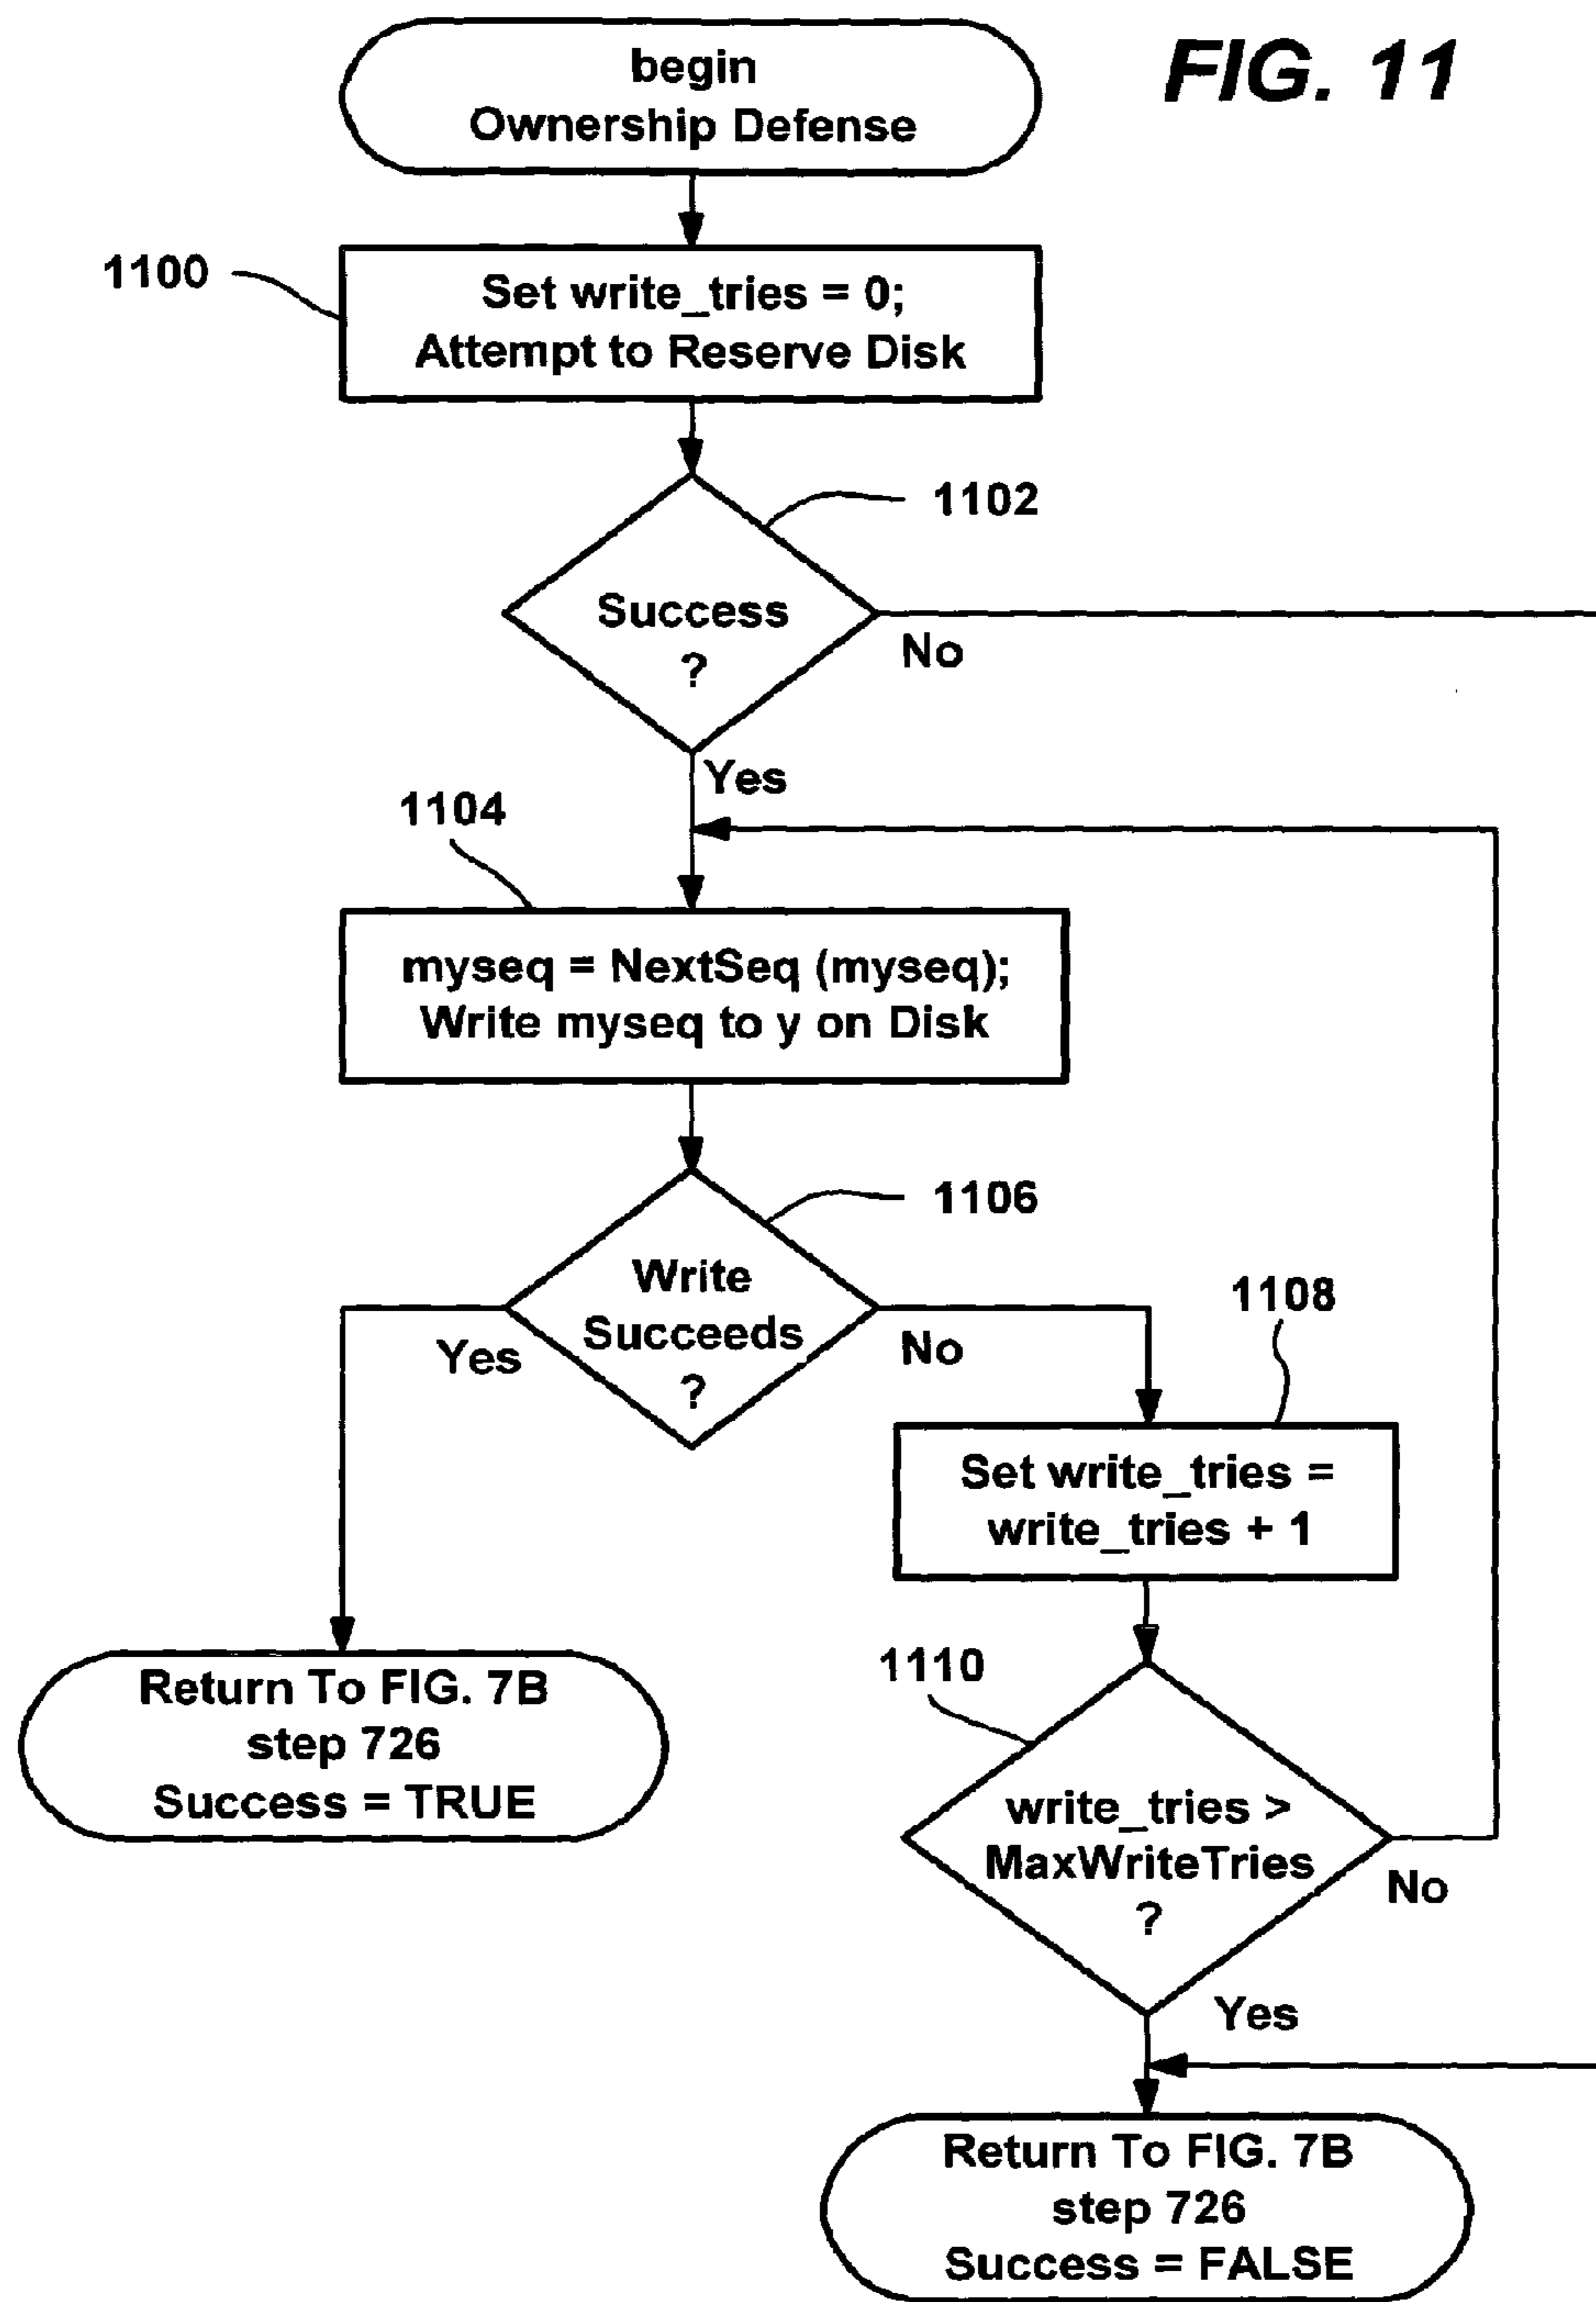 begin
Ownership Defense
FIG. 11
1100
Set write_tries = 0;
Attempt to Reserve Disk
1102
Success
?
No
Yes
1104
myseq = NextSeq (myseq);
Write myseq to y on Disk
1106
Write
Succeeds
?
Yes
No
1108
Set write_tries =
write_tries + 1
Return To FIG. 7B
step 726
Success = TRUE
1110
write_tries >
MaxWriteTries
?
No
Yes
Return To FIG. 7B
step 726
Success = FALSE